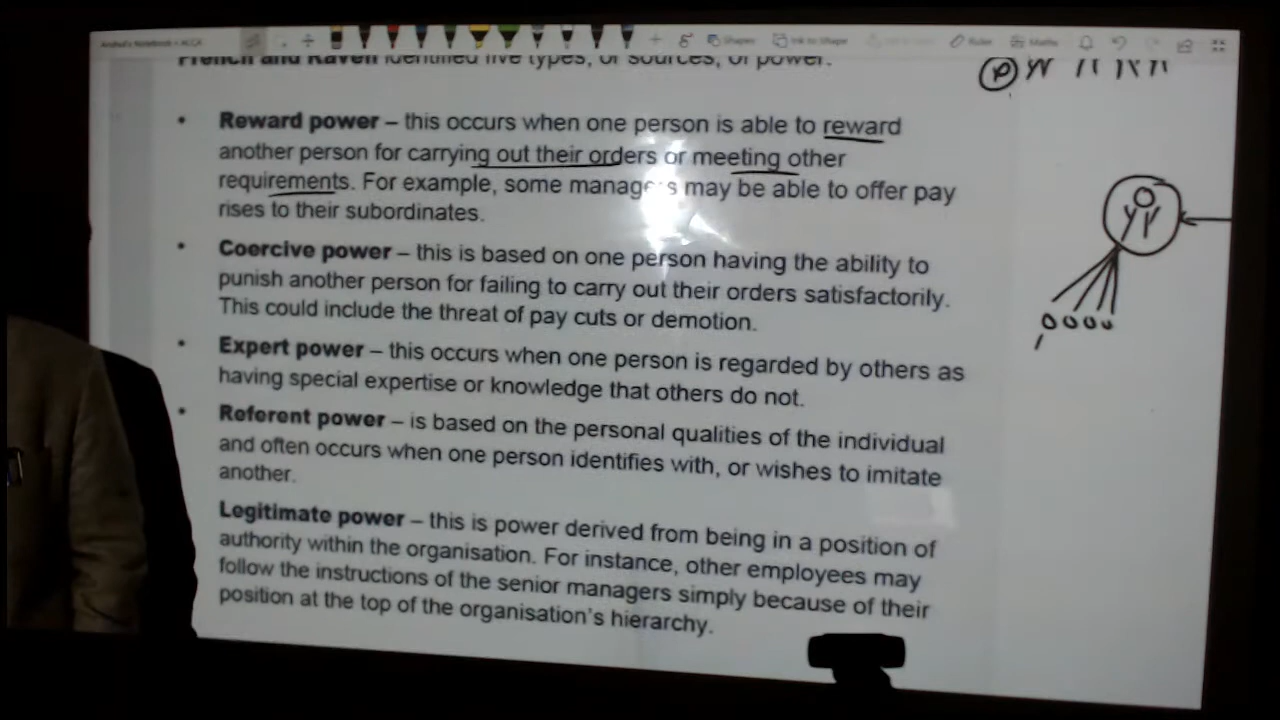 Shapes Ink to Shape Ruler Maths
French and Raven identified five types, or sources, of power.
• Reward power – this occurs when one person is able to reward
another person for carrying out their orders or meeting other
requirements. For example, some managers may be able to offer pay
rises to their subordinates.
• Coercive power – this is based on one person having the ability to
punish another person for failing to carry out their orders satisfactorily.
This could include the threat of pay cuts or demotion.
• Expert power – this occurs when one person is regarded by others as
having special expertise or knowledge that others do not.
• Referent power – is based on the personal qualities of the individual
and often occurs when one person identifies with, or wishes to imitate
another.
Legitimate power – this is power derived from being in a position of
authority within the organisation. For instance, other employees may
follow the instructions of the senior managers simply because of their
position at the top of the organisation's hierarchy.